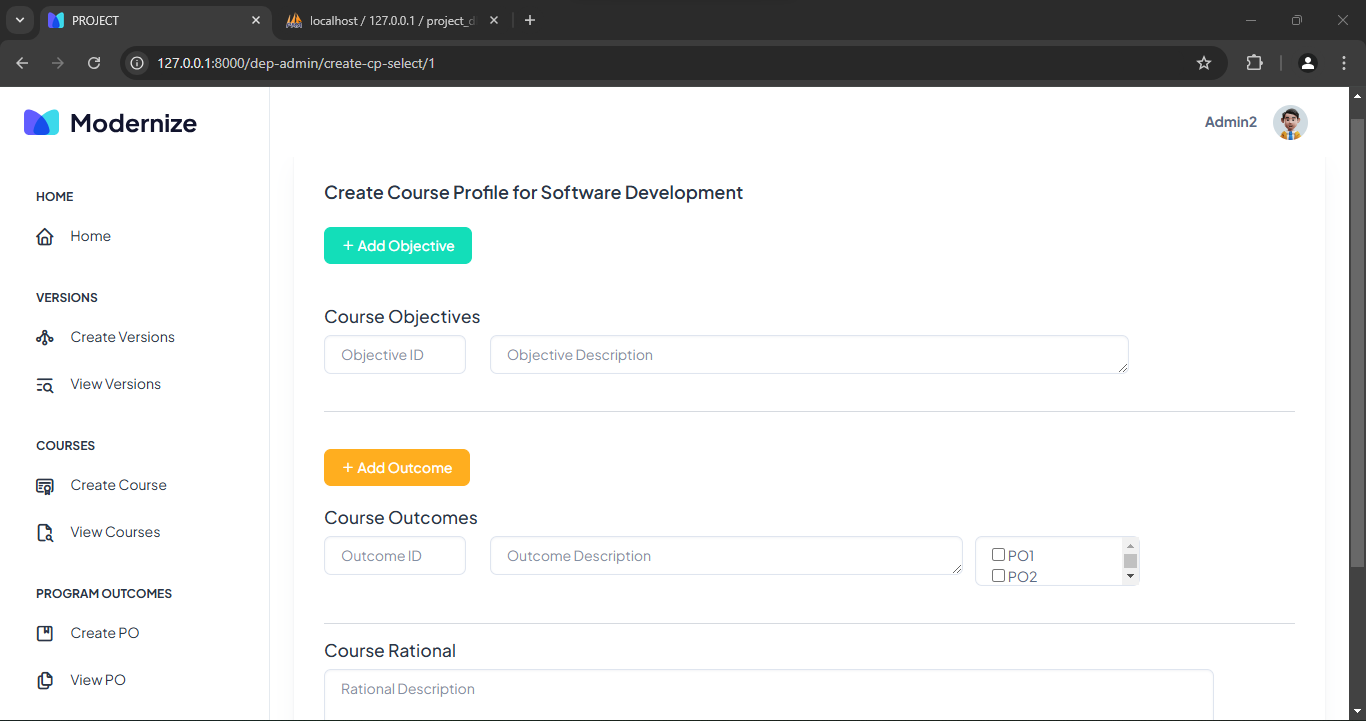 PROJECT
localhost / 127.0.0.1 / project_d
127.0.0.1:8000/dep-admin/create-cp-select/1
Modernize
Admin2
HOME
Home
VERSIONS
Create Versions
View Versions
COURSES
Create Course
View Courses
PROGRAM OUTCOMES
Create PO
View PO
Create Course Profile for Software Development
+ Add Objective
Course Objectives
Objective ID
Objective Description
+ Add Outcome
Course Outcomes
Outcome ID
Outcome Description
PO1
PO2
Course Rational
Rational Description